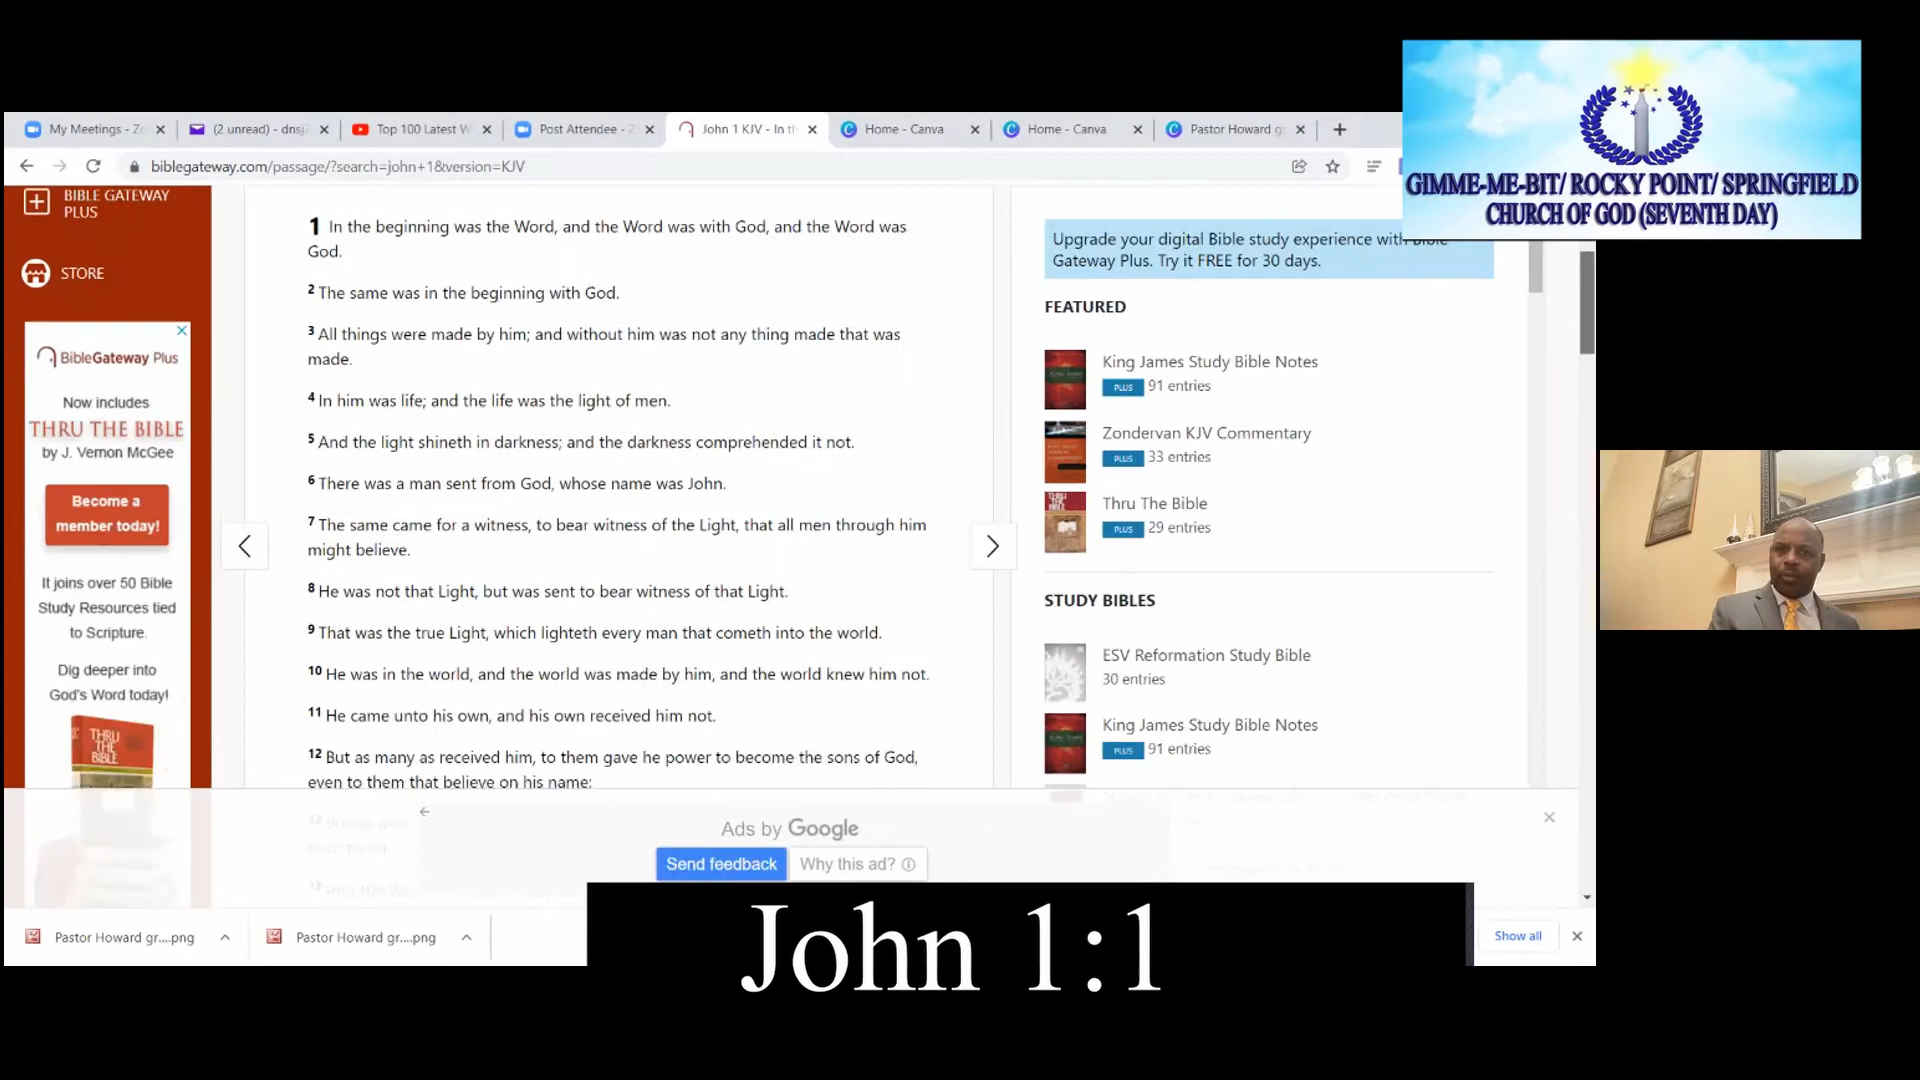 My Meetings - Zo
(2 unread) - dnsj
Top 100 Latest W
Post Attendee - Z
John 1 KJV - In th
Home - Canva
Home - Canva
Pastor Howard g
biblegateway.com/passage/?search=john+1&version=KJV
GIMME-ME-BIT/ ROCKY POINT/ SPRINGFIELD
CHURCH OF GOD (SEVENTH DAY)
BIBLE GATEWAY
PLUS
STORE
BibleGateway Plus
Now includes
THRU THE BIBLE
by J. Vernon McGee
Become a
member today!
It joins over 50 Bible
Study Resources tied
to Scripture.
Dig deeper into
God's Word today!
THRU
THE
BIBLE
1 In the beginning was the Word, and the Word was with God, and the Word was
God.
2 The same was in the beginning with God.
3 All things were made by him; and without him was not any thing made that was
made.
4 In him was life; and the life was the light of men.
5 And the light shineth in darkness; and the darkness comprehended it not.
6 There was a man sent from God, whose name was John.
7 The same came for a witness, to bear witness of the Light, that all men through him
might believe.
8 He was not that Light, but was sent to bear witness of that Light.
9 That was the true Light, which lighteth every man that cometh into the world.
10 He was in the world, and the world was made by him, and the world knew him not.
11 He came unto his own, and his own received him not.
12 But as many as received him, to them gave he power to become the sons of God,
even to them that believe on his name:
Upgrade your digital Bible study experience with Bible
Gateway Plus. Try it FREE for 30 days.
FEATURED
King James Study Bible Notes
PLUS 91 entries
Zondervan KJV Commentary
PLUS 33 entries
THRU
THE
BIBLE
Thru The Bible
PLUS 29 entries
STUDY BIBLES
ESV Reformation Study Bible
30 entries
King James Study Bible Notes
PLUS 91 entries
Ads by Google
Send feedback
Why this ad?
Pastor Howard gr....png
Pastor Howard gr....png
Show all
John 1:1